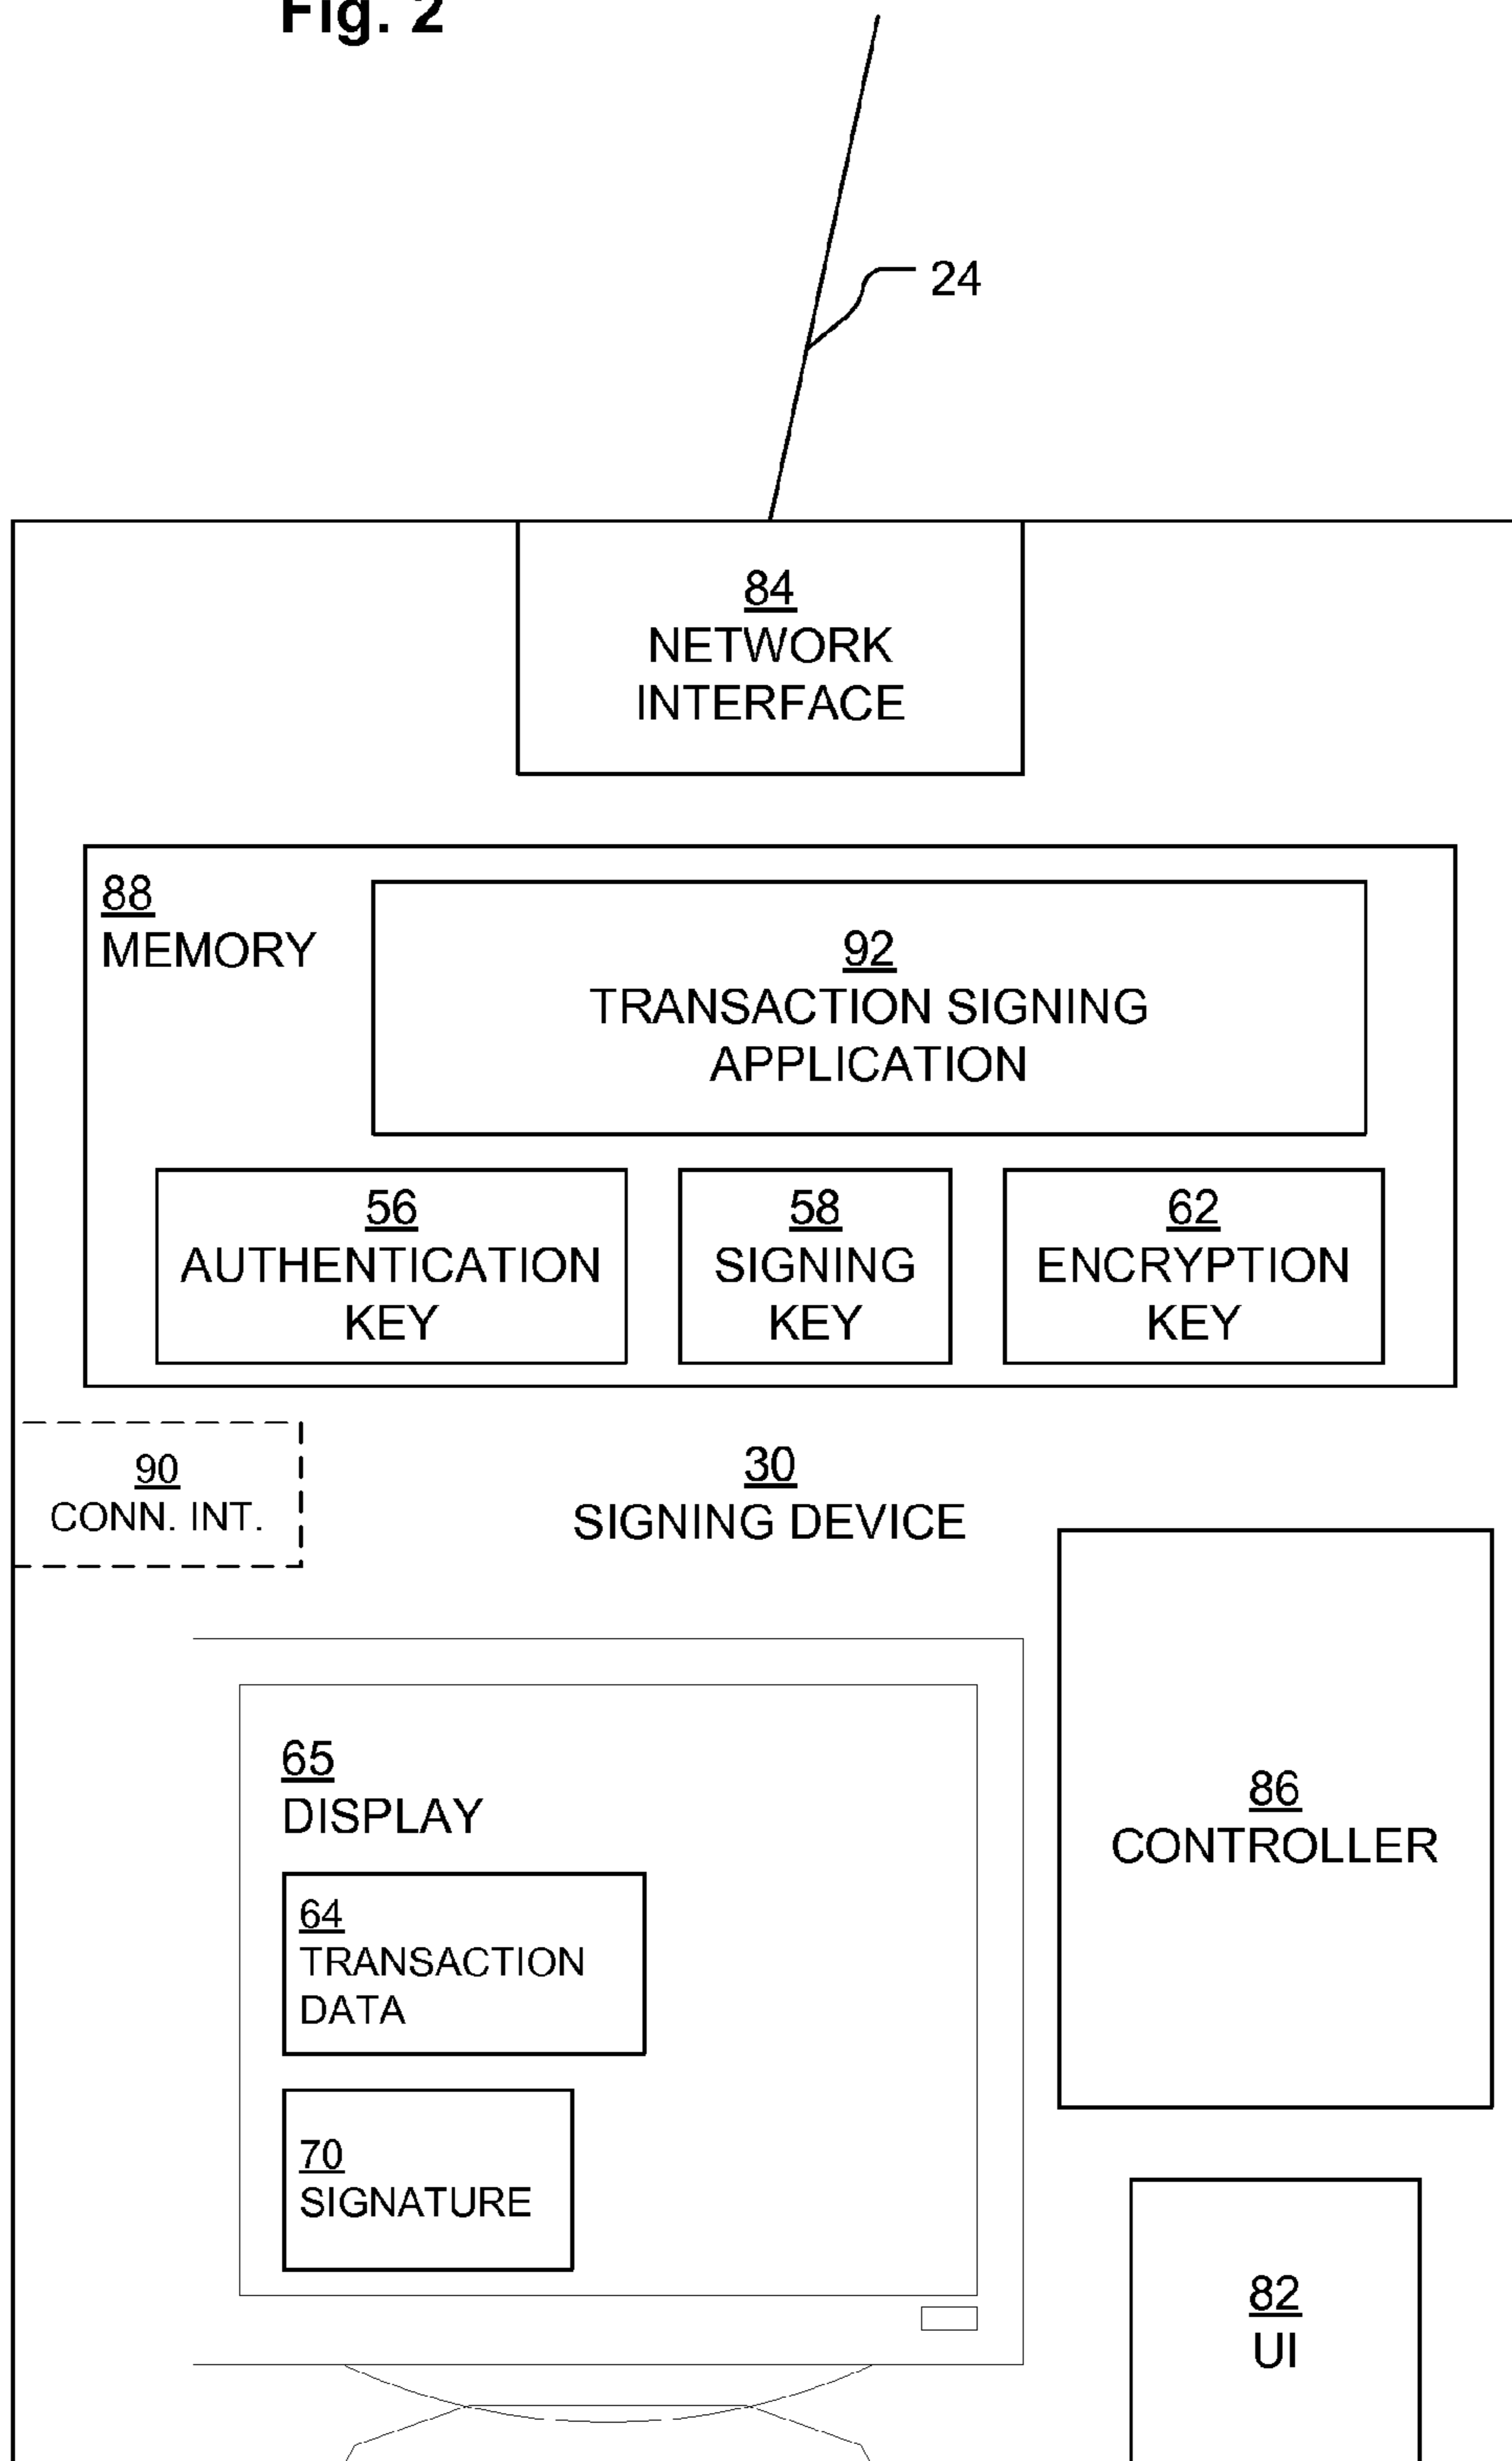 Fig. 2
24
84
NETWORK
INTERFACE
88
MEMORY
92
TRANSACTION SIGNING
APPLICATION
56
AUTHENTICATION
KEY
58
SIGNING
KEY
62
ENCRYPTION
KEY
90
CONN. INT.
30
SIGNING DEVICE
65
DISPLAY
64
TRANSACTION
DATA
70
SIGNATURE
86
CONTROLLER
82
UI